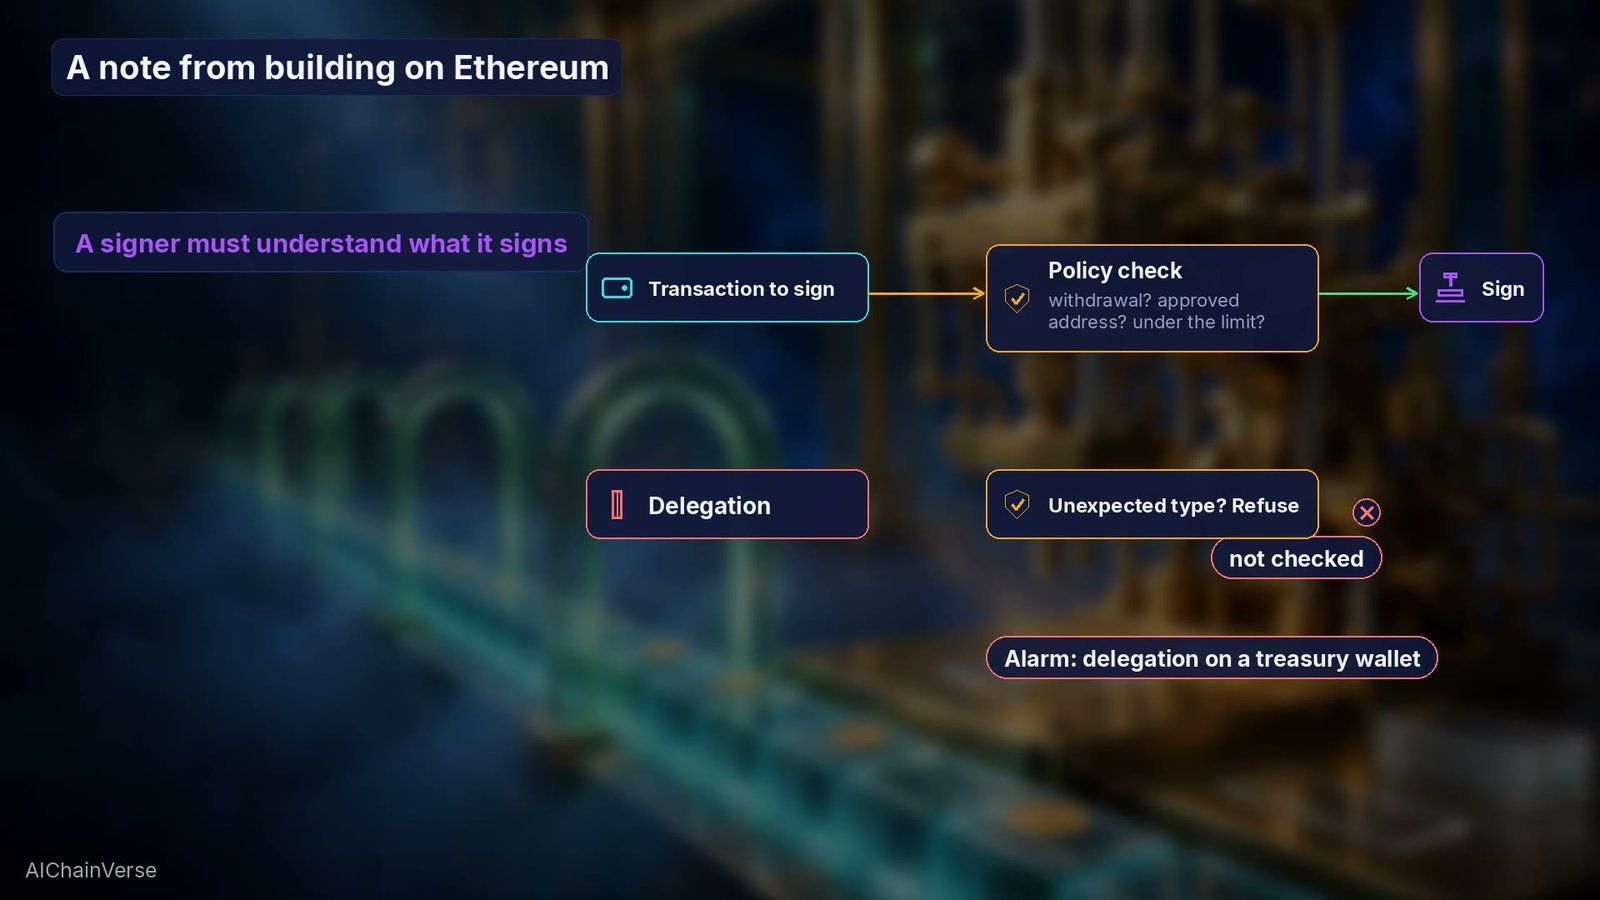 A note from building on Ethereum
A signer must understand what it signs
Transaction to sign
Policy check
withdrawal? approved
address? under the limit?
Sign
Delegation
Unexpected type? Refuse
not checked
Alarm: delegation on a treasury wallet
AIChainVerse